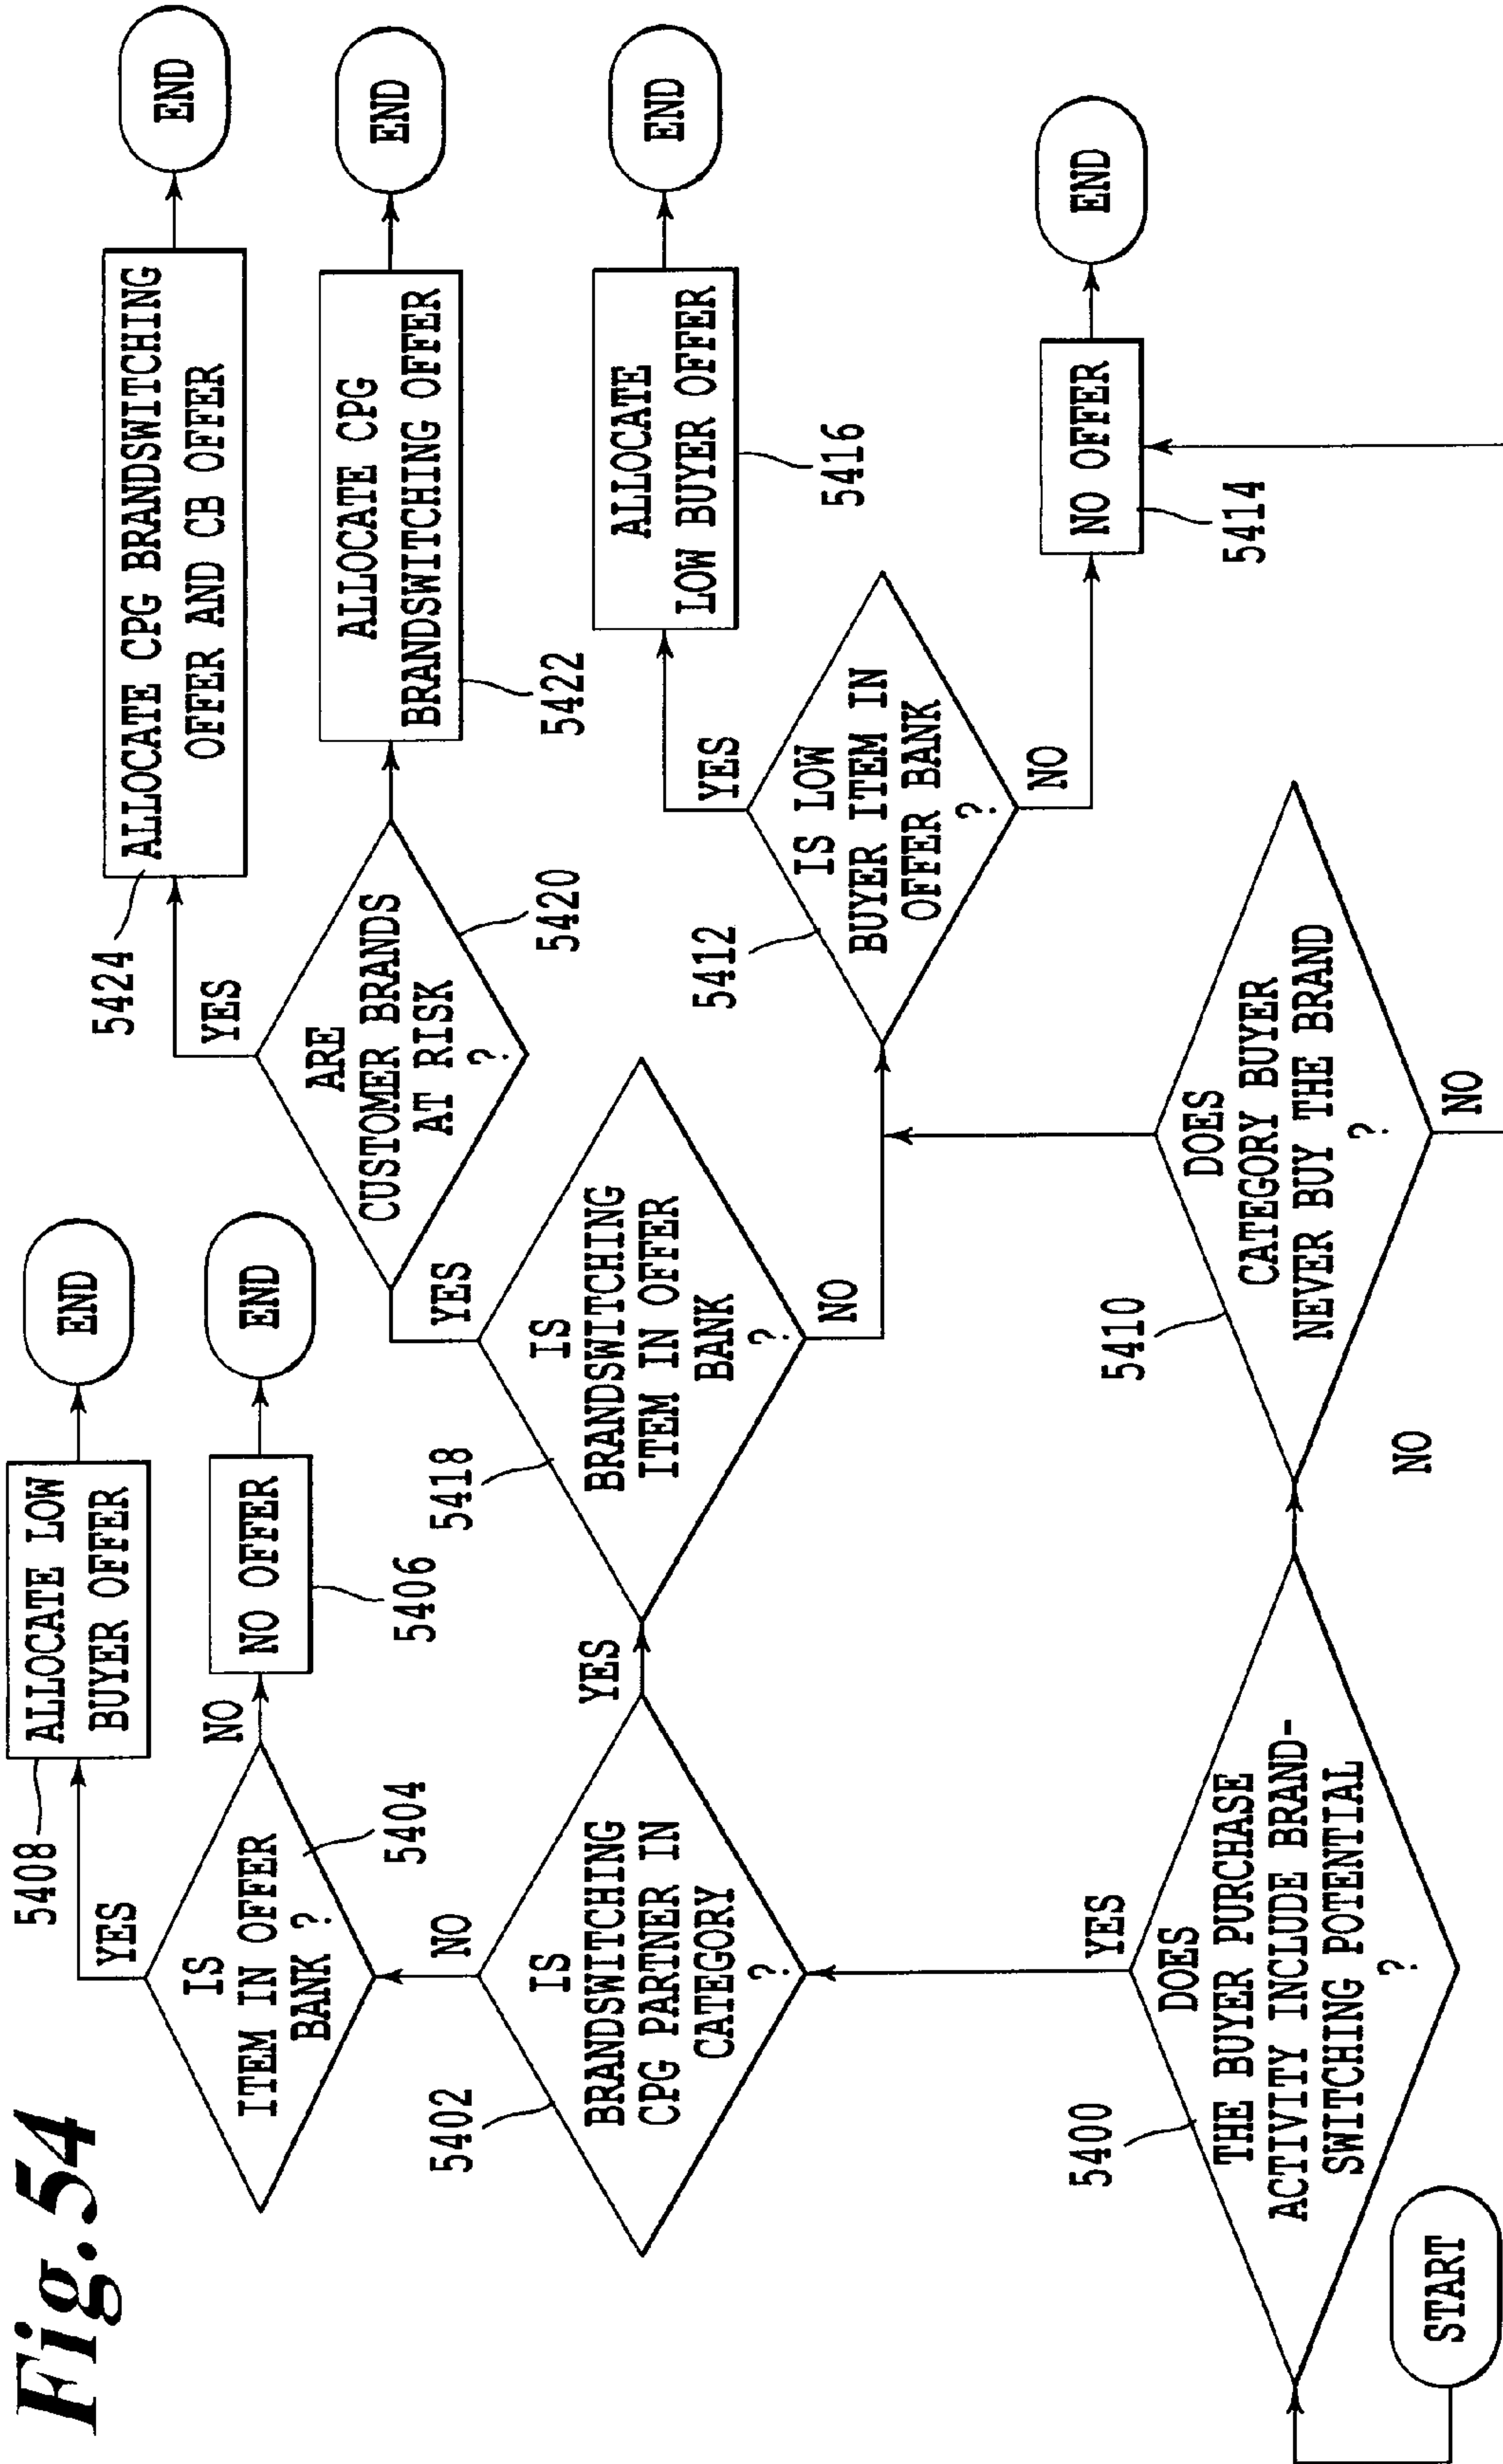 Fig. 54
5408
ALLOCATE LOW
BUYER OFFER
END
YES
IS
ITEM IN OFFER
BANK ?
5404
NO
NO OFFER
5406
END
5424
ALLOCATE CPG BRANDSWITCHING
OFFER AND CB OFFER
END
YES
ARE
CUSTOMER BRANDS
AT RISK
?
5420
ALLOCATE CPG
BRANDSWITCHING OFFER
5422
END
NO
YES
5402
IS
BRANDSWITCHING
CPG PARTNER IN
CATEGORY
?
YES
5418
IS
BRANDSWITCHING
ITEM IN OFFER
BANK
?
NO
5412
IS LOW
BUYER ITEM IN
OFFER BANK
?
YES
ALLOCATE
LOW BUYER OFFER
5416
END
NO
NO OFFER
5414
END
YES
5400
DOES
THE BUYER PURCHASE
ACTIVITY INCLUDE BRAND-
SWITCHING POTENTIAL
?
NO
5410
DOES
CATEGORY BUYER
NEVER BUY THE BRAND
?
NO
START